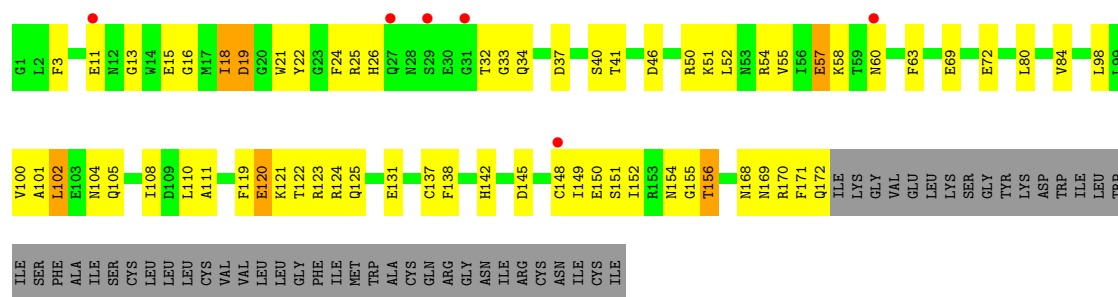 G1 L2 F3 E11 N12 G13 W14 E15 G16 M17 I18 D19 G20 W21 Y22 G23 F24 R25 H26 Q27 N28 S29 E30 G31 T32 G33 Q34 D37 S40 T41 D46 R50 K51 L52 N53 R54 V55 I56 E57 K58 T59 N60 F63 E69 E72 L80 V84 L98 L99
V100 A101 L102 E103 N104 Q105 I108 D109 L110 A111 F119 E120 K121 T122 R123 R124 Q125 E131 C137 F138 H142 D145 C148 I149 E150 S151 I152 R153 N154 G155 T156 N168 N169 R170 F171 Q172 ILE LYS GLY VAL GLU LEU LYS SER GLY TYR LYS ASP TRP ILE LEU TRP
ILE SER PHE ALA ILE SER CYS LEU LEU LEU CYS VAL VAL LEU LEU GLY PHE ILE MET TRP ALA CYS GLN ARG GLY ASN ILE ARG CYS ASN ILE CYS ILE